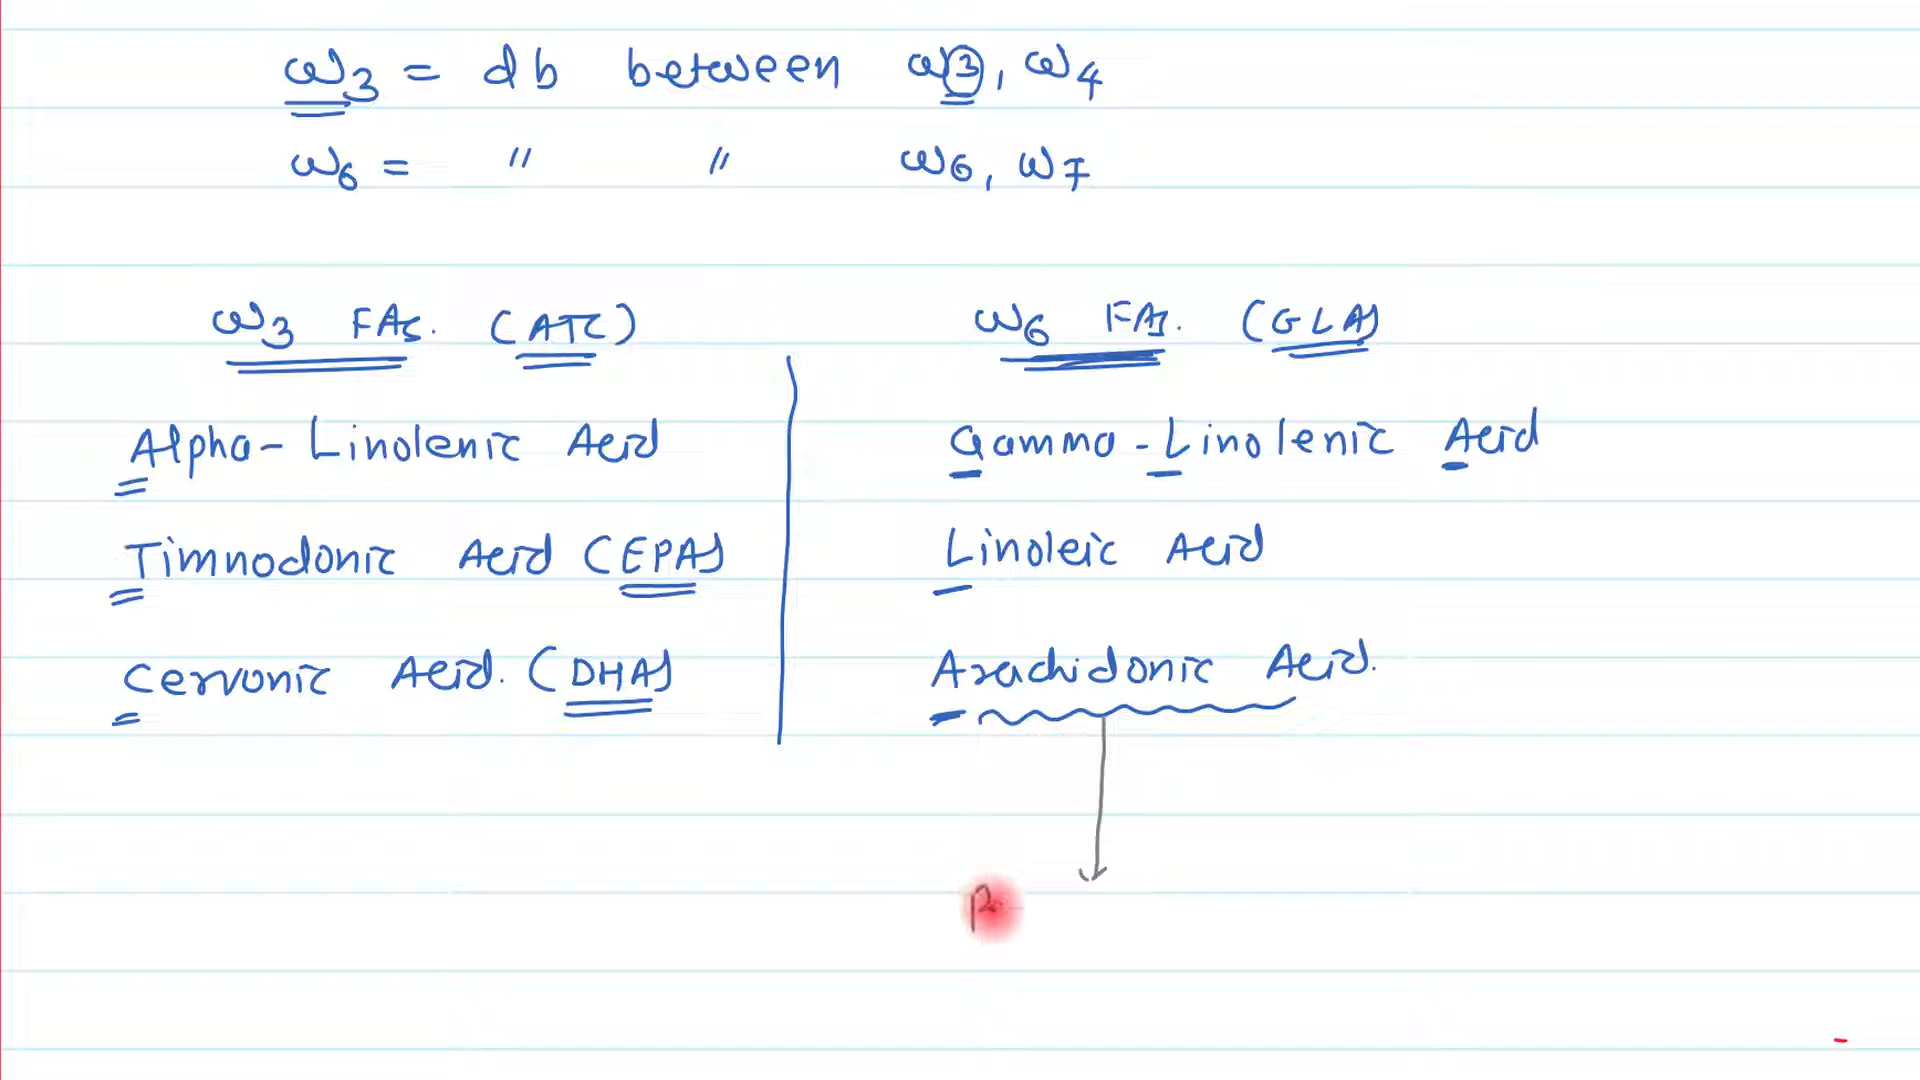 ω3 = db between ω3, ω4
ω6 = " " ω6, ω7
ω3 FAs. (ATC)
Alpha-Linolenic Acid
Timnodonic Acid (EPA)
Cervonic Acid. (DHA)
ω6 FAs. (GLA)
Gamma-Linolenic Acid
Linoleic Acid
Arachidonic Acid.